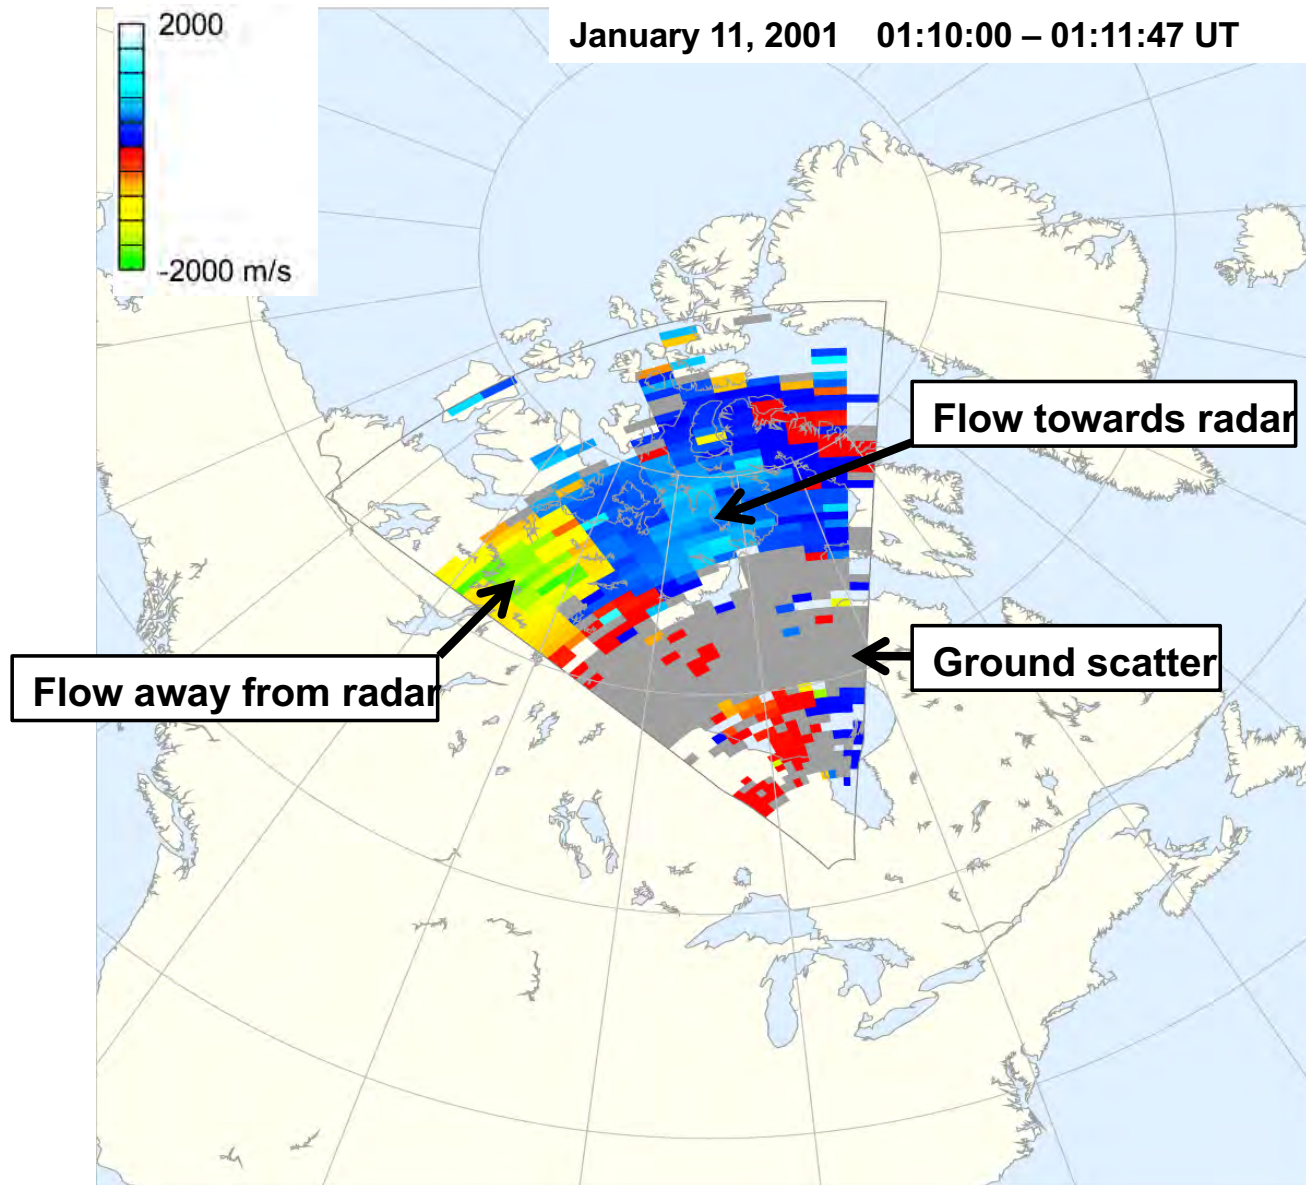 January 11, 2001 01:10:00 – 01:11:47 UT
2000
-2000 m/s
Flow towards radar
Flow away from radar
Ground scatter